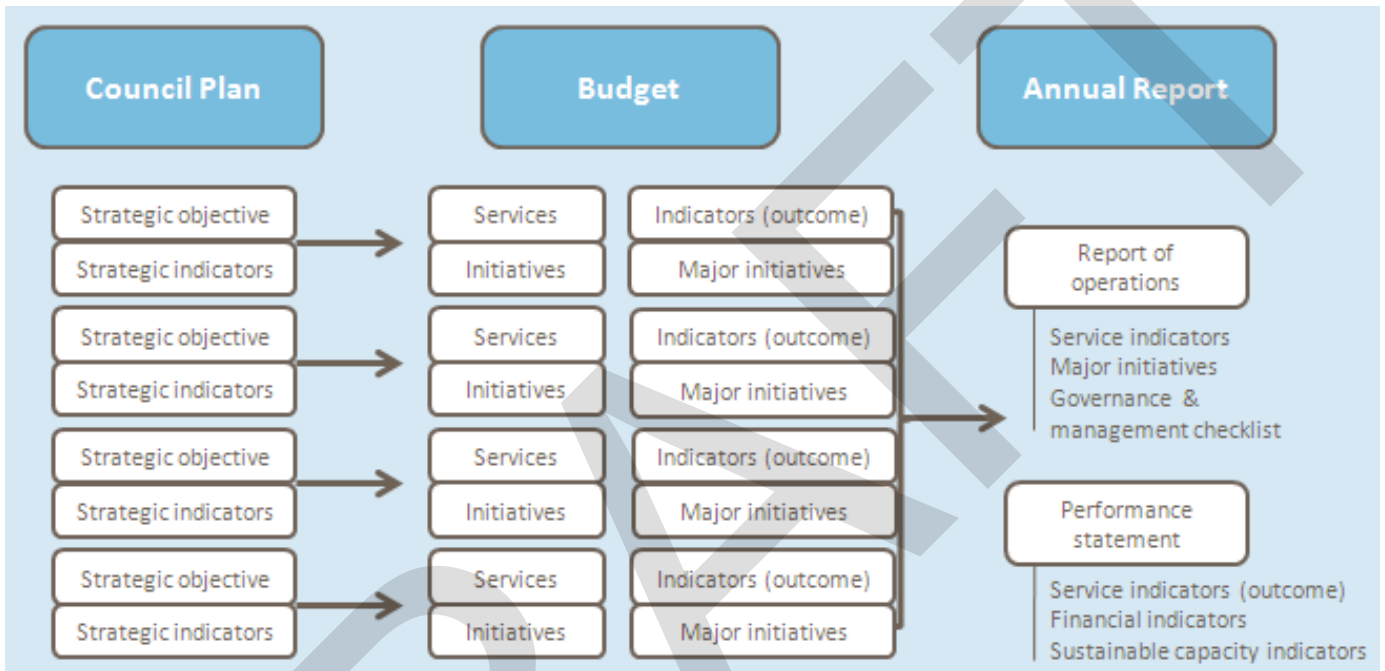 Council Plan
Budget
Annual Report
Strategic objective
Strategic indicators
Strategic objective
Strategic indicators
Strategic objective
Strategic indicators
Strategic objective
Strategic indicators
Services
Initiatives
Services
Initiatives
Services
Initiatives
Services
Initiatives
Indicators (outcome)
Major initiatives
Indicators (outcome)
Major initiatives
Indicators (outcome)
Major initiatives
Indicators (outcome)
Major initiatives
Report of
operations
Service indicators
Major initiatives
Governance &
management checklist
Performance
statement
Service indicators (outcome)
Financial indicators
Sustainable capacity indicators